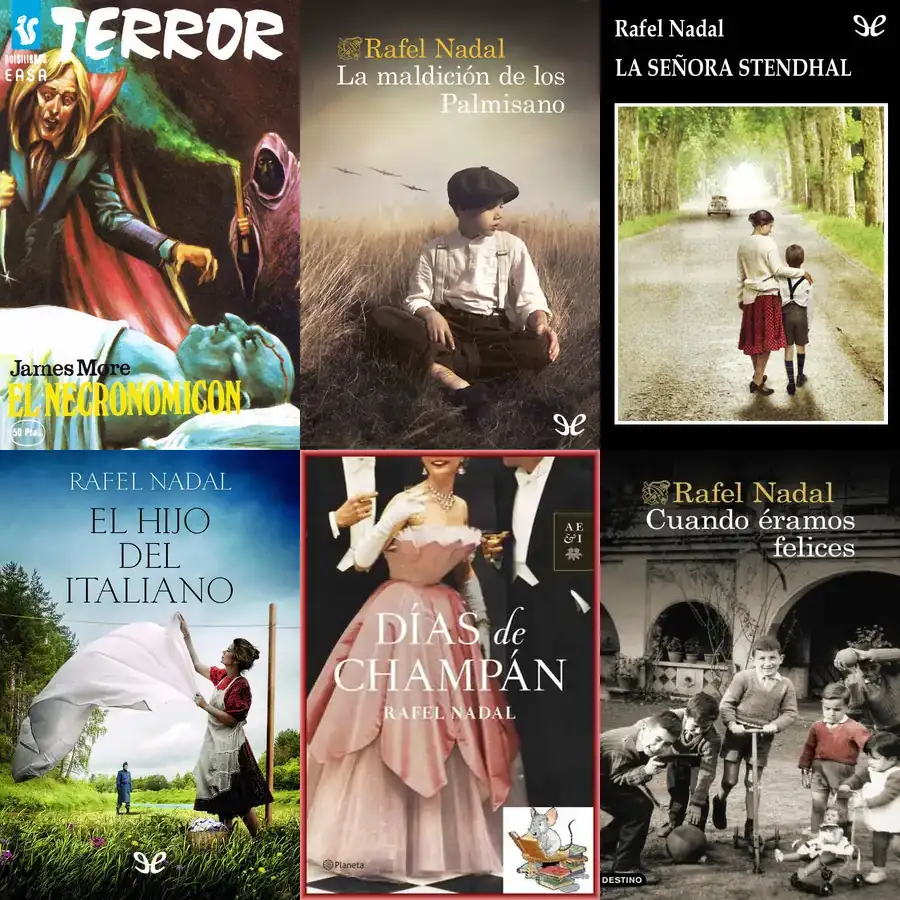 TERROR
BOLSILIBROS
EASA
James More
EL NECRONOMICON
50 Ptas
Rafel Nadal
La maldición de los
Palmisano
Rafel Nadal
LA SEÑORA STENDHAL
RAFEL NADAL
EL HIJO
DEL
ITALIANO
AE
&I
DÍAS de
CHAMPÁN
RAFEL NADAL
Planeta
Rafel Nadal
Cuando éramos
felices
DESTINO